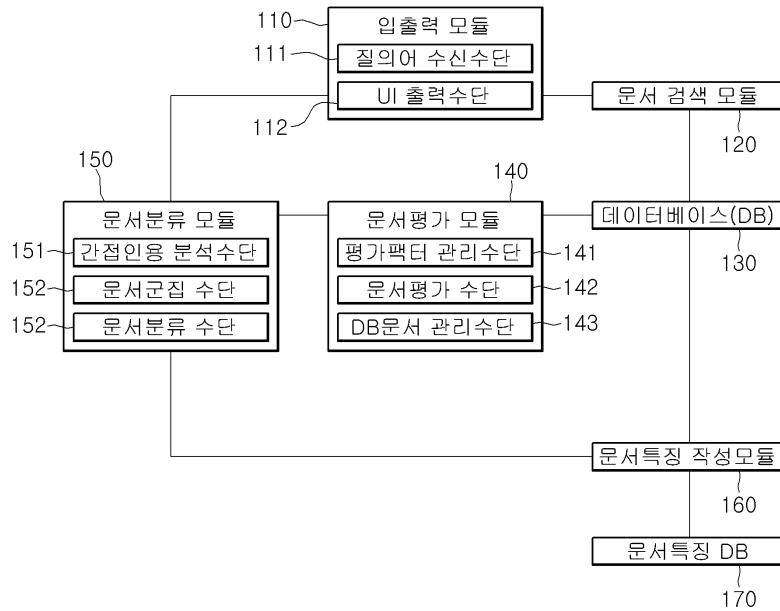 110
입출력 모듈
111
질의어 수신수단
UI 출력수단
112
문서 검색 모듈
120
150
문서분류 모듈
151
간접인용 분석수단
152
문서군집 수단
152
문서분류 수단
140
문서평가 모듈
평가팩터 관리수단
141
문서평가 수단
142
DB문서 관리수단
143
데이터베이스(DB)
130
문서특징 작성모듈
160
문서특징 DB
170